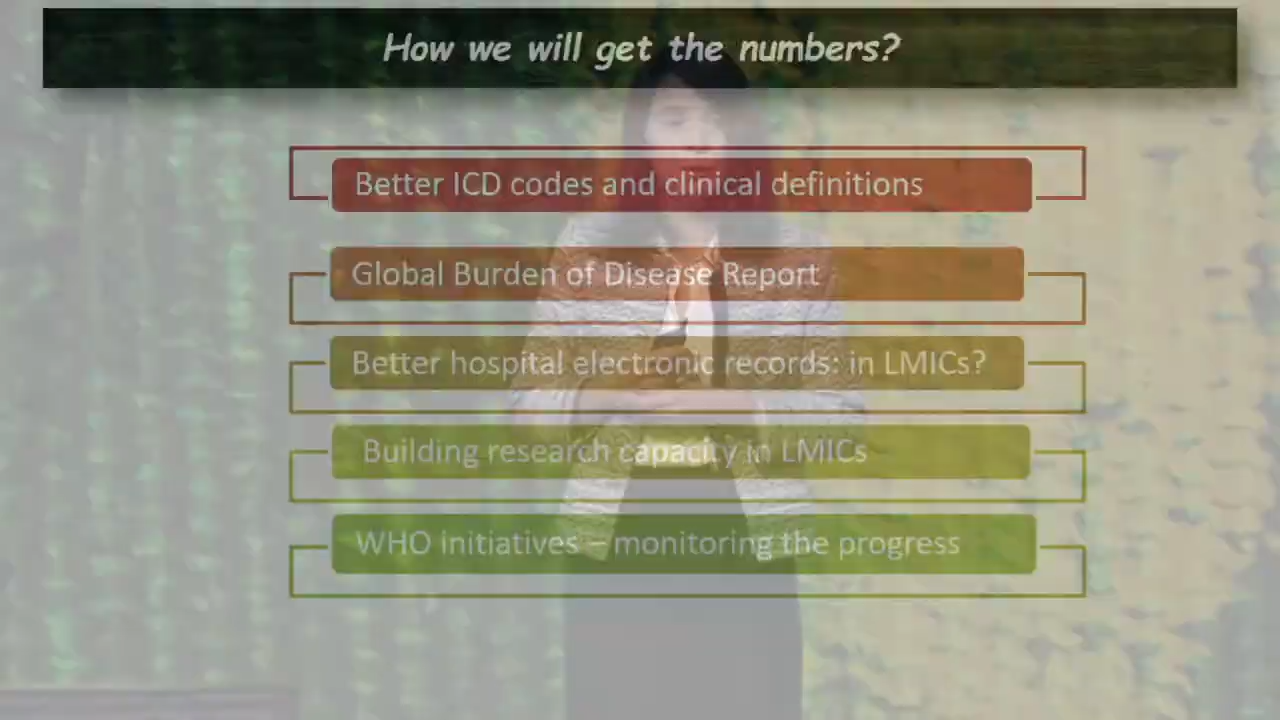 How we will get the numbers?
Better ICD codes and clinical definitions
Global Burden of Disease Report
Better hospital electronic records: in LMICs?
Building research capacity in LMICs
WHO initiatives – monitoring the progress